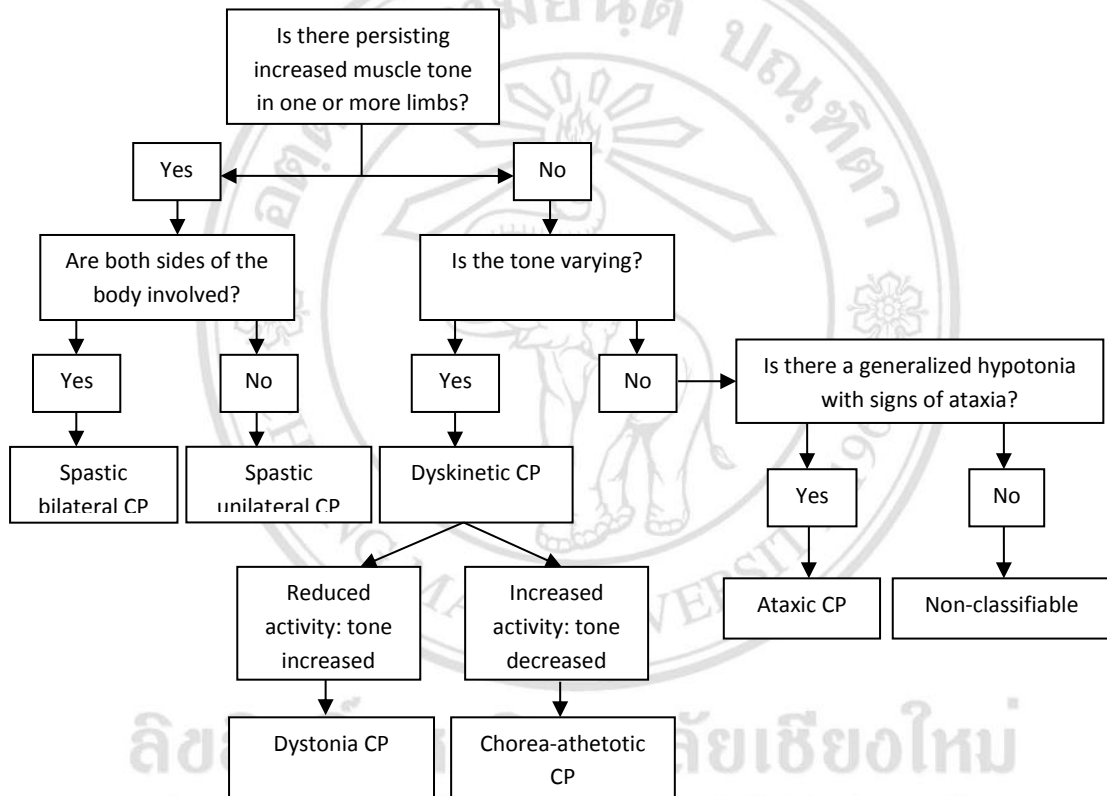 Is there persisting
increased muscle tone
in one or more limbs?
Yes
No
Are both sides of the
body involved?
Is the tone varying?
Yes
No
Yes
No
Is there a generalized hypotonia
with signs of ataxia?
Spastic
bilateral CP
Spastic
unilateral CP
Dyskinetic CP
Yes
No
Reduced
activity: tone
increased
Increased
activity: tone
decreased
Ataxic CP
Non-classifiable
Dystonia CP
Chorea-athetotic
CP